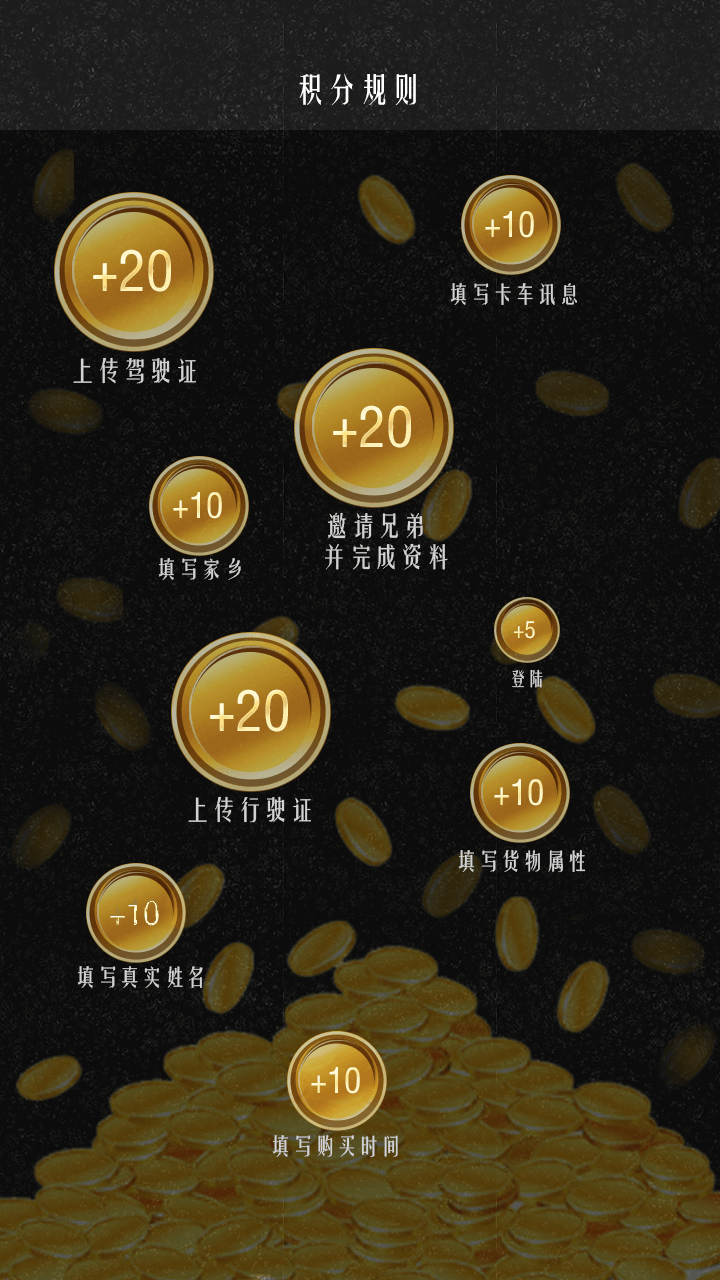 积分规则
+20
上传驾驶证
+10
填写卡车讯息
+20
邀请兄弟
并完成资料
+10
填写家乡
+5
登陆
+20
上传行驶证
+10
填写货物属性
+10
填写真实姓名
+10
填写购买时间